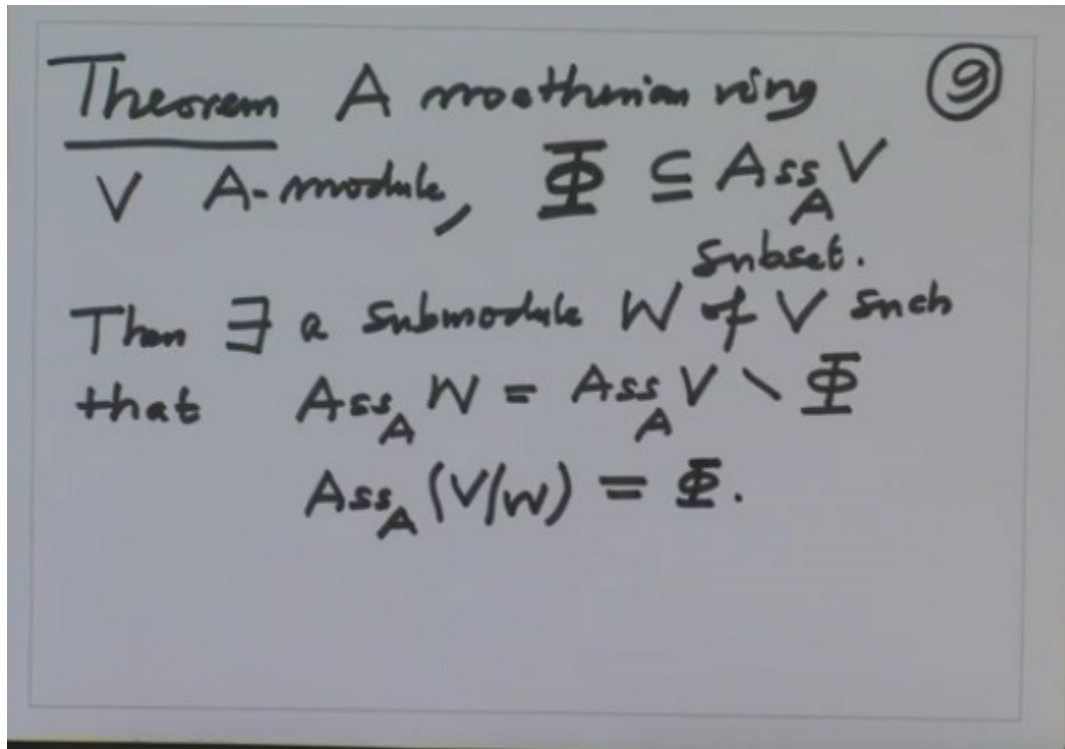 Theorem A noetherian ring ⑨
V A-module, Φ ⊆ Ass_A V
subset.
Then ∃ a submodule W of V such
that Ass_A W = Ass_A V \ Φ
Ass_A (V/W) = Φ.